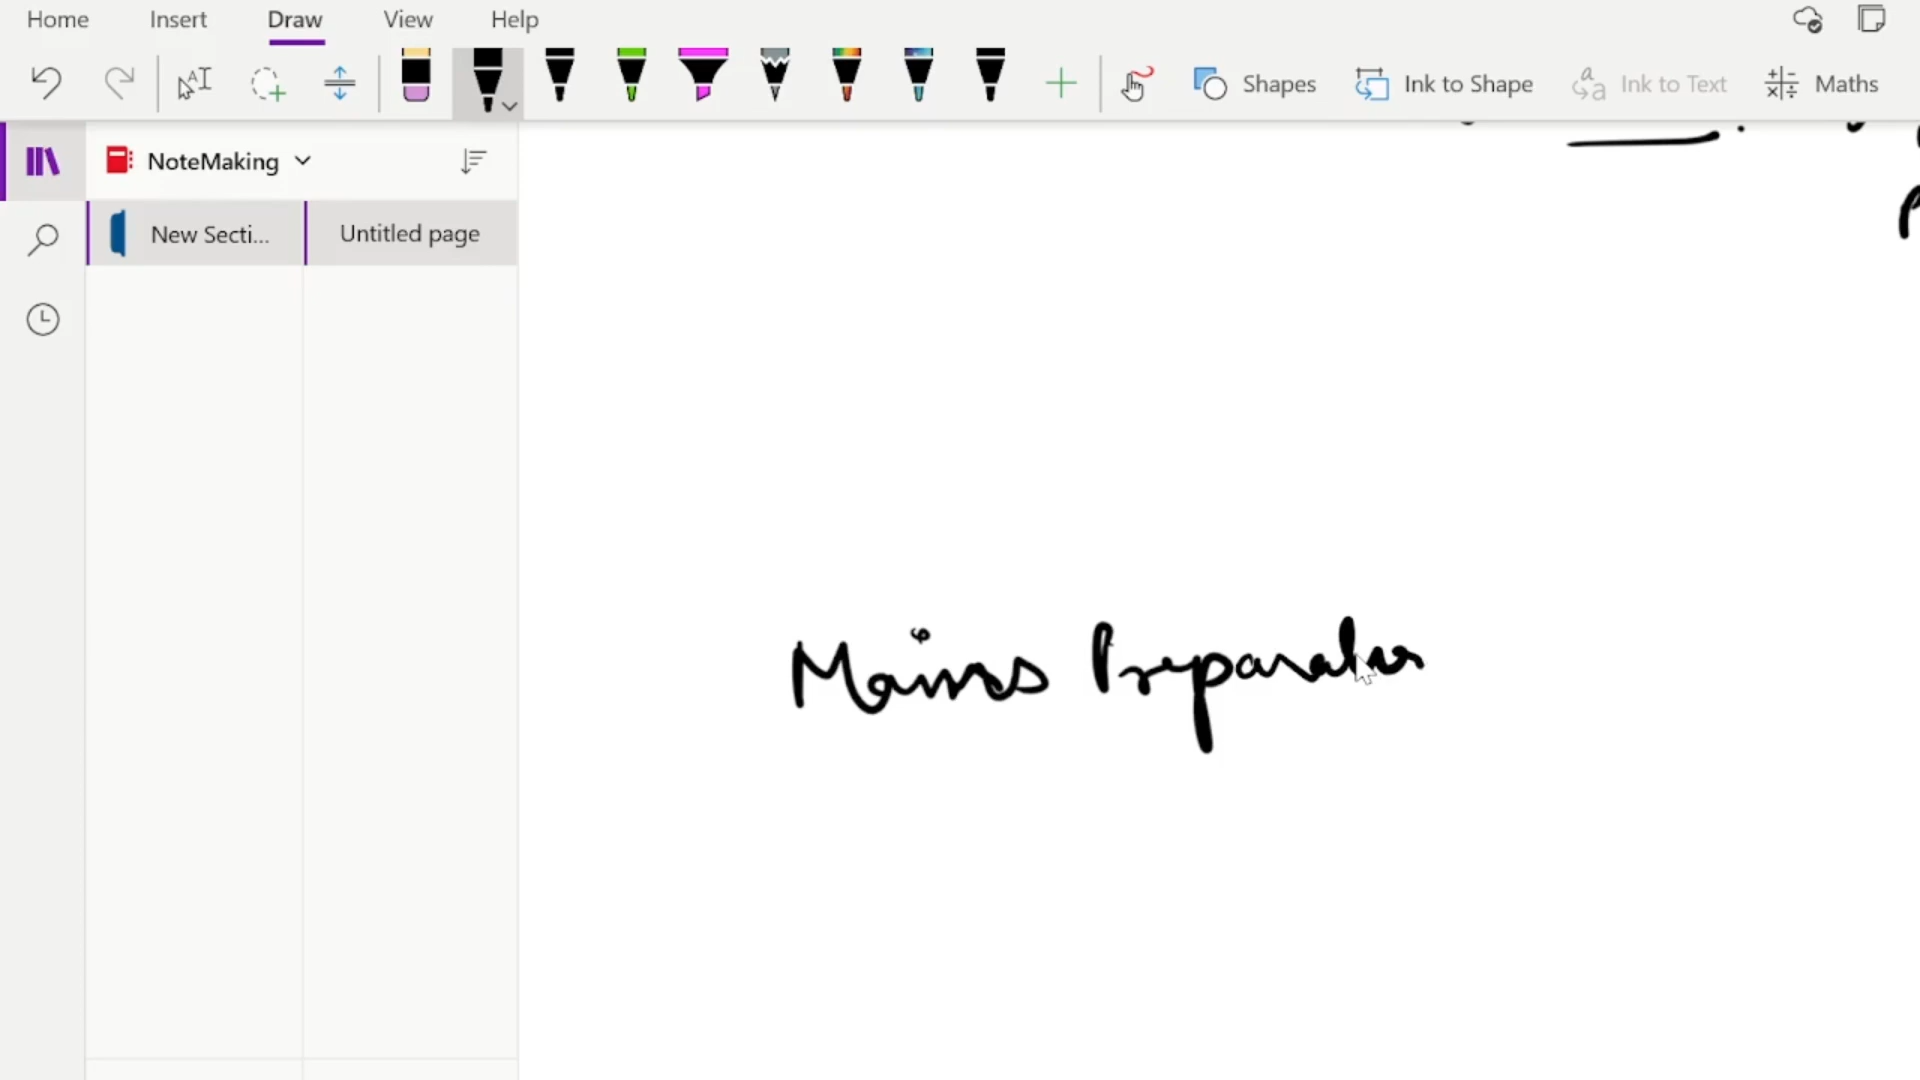 Home Insert Draw View Help
Shapes Ink to Shape Ink to Text Maths
NoteMaking
New Secti... Untitled page
Mains Preparation